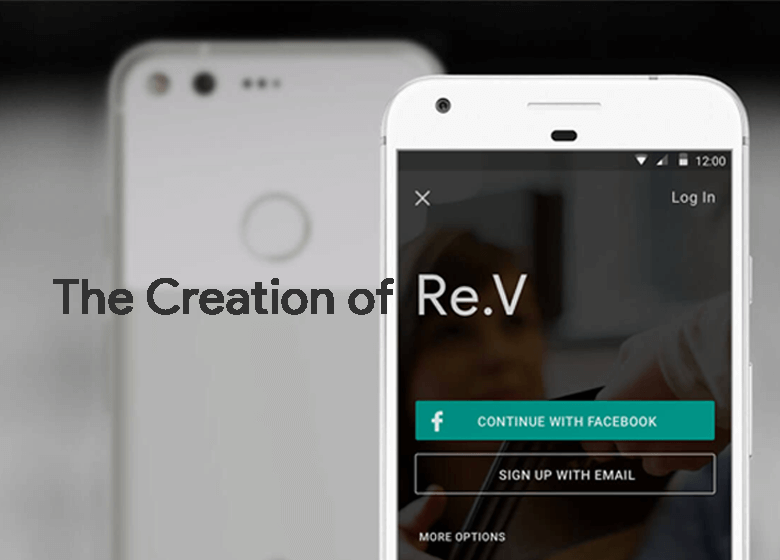 12:00
Log In
The Creation of Re.V
f CONTINUE WITH FACEBOOK
SIGN UP WITH EMAIL
MORE OPTIONS